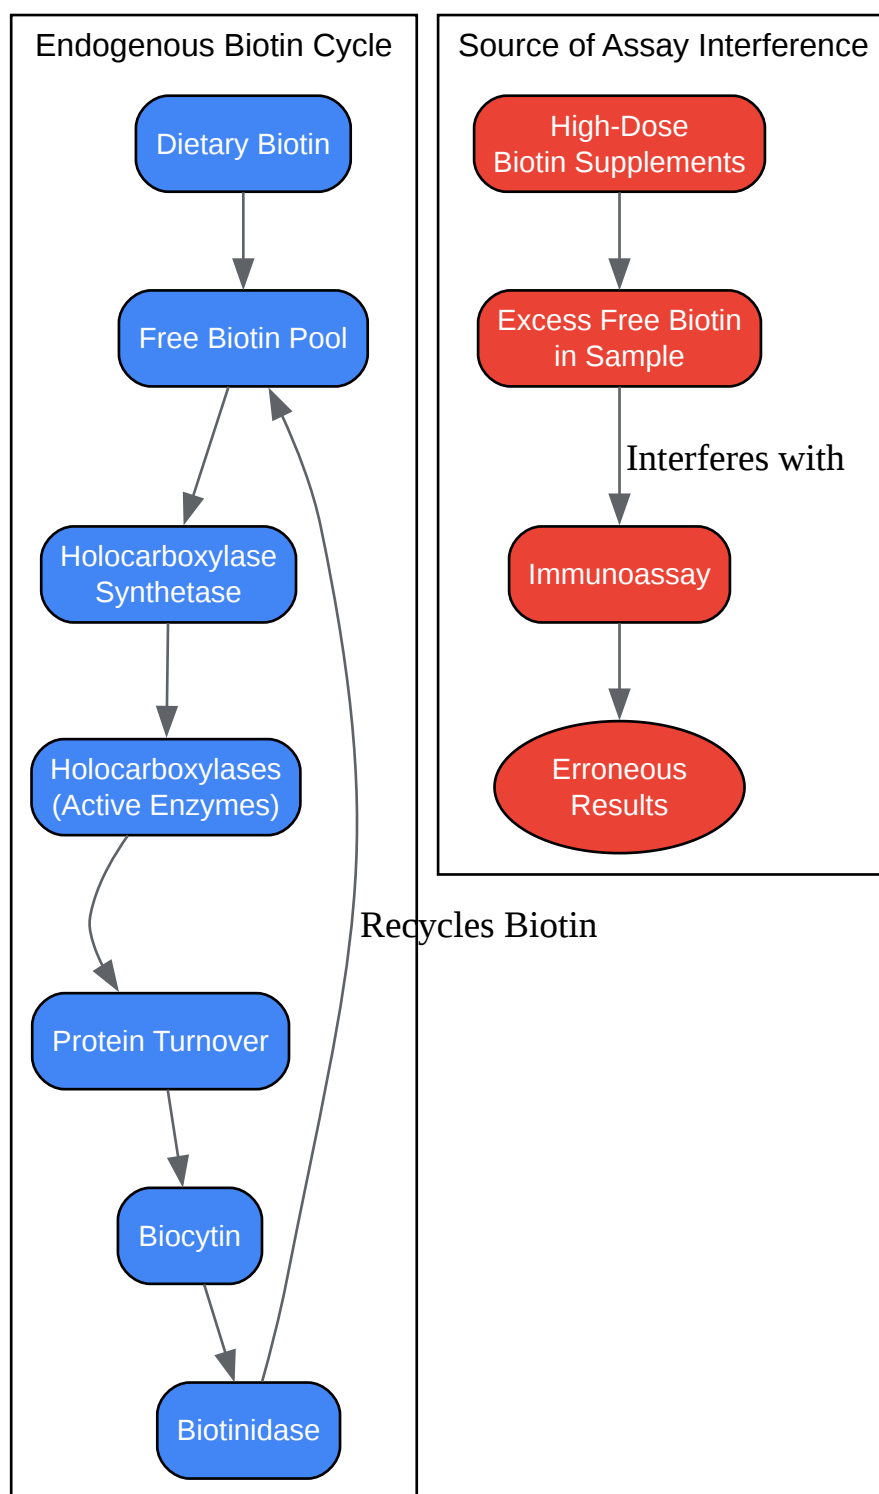 Endogenous Biotin Cycle
Dietary Biotin
Free Biotin Pool
Holocarboxylase
Synthetase
Holocarboxylases
(Active Enzymes)
Recycles Biotin
Protein Turnover
Biocytin
Biotinidase
Source of Assay Interference
High-Dose
Biotin Supplements
Excess Free Biotin
in Sample
Interferes with
Immunoassay
Erroneous
Results